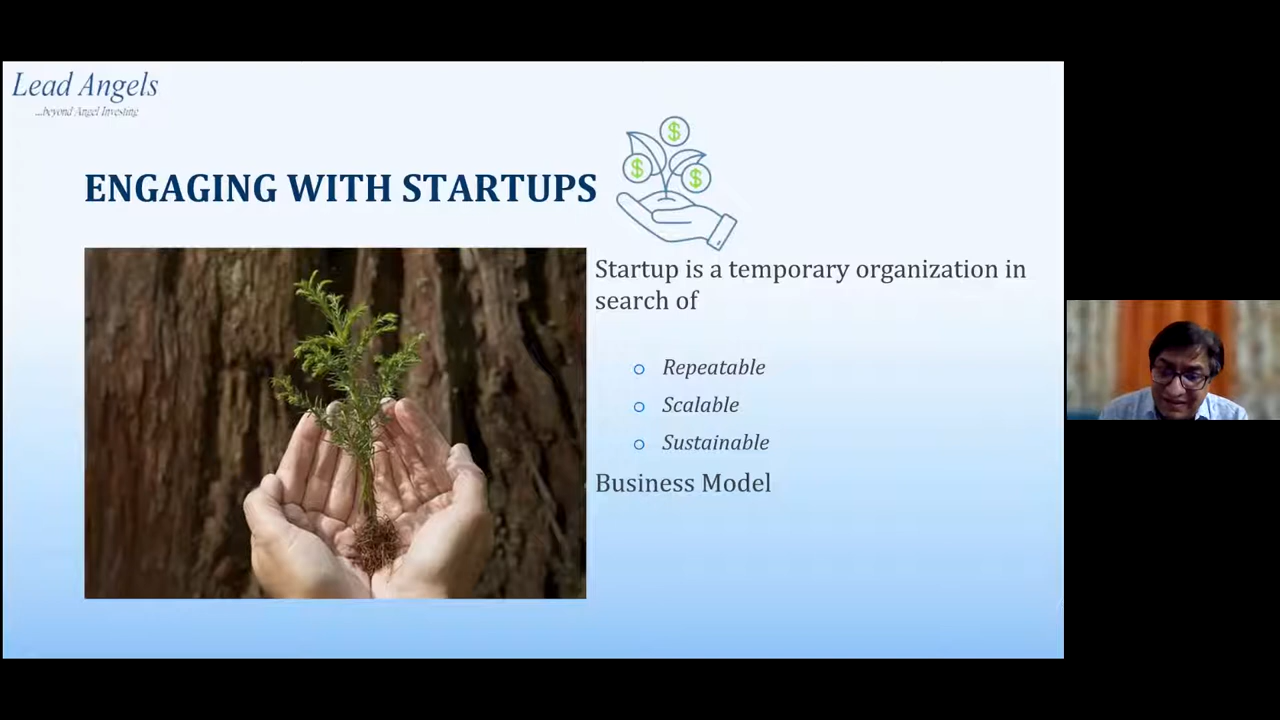 Lead Angels
...beyond Angel Investing
ENGAGING WITH STARTUPS
$
$
$
Startup is a temporary organization in
search of
Repeatable
Scalable
Sustainable
Business Model